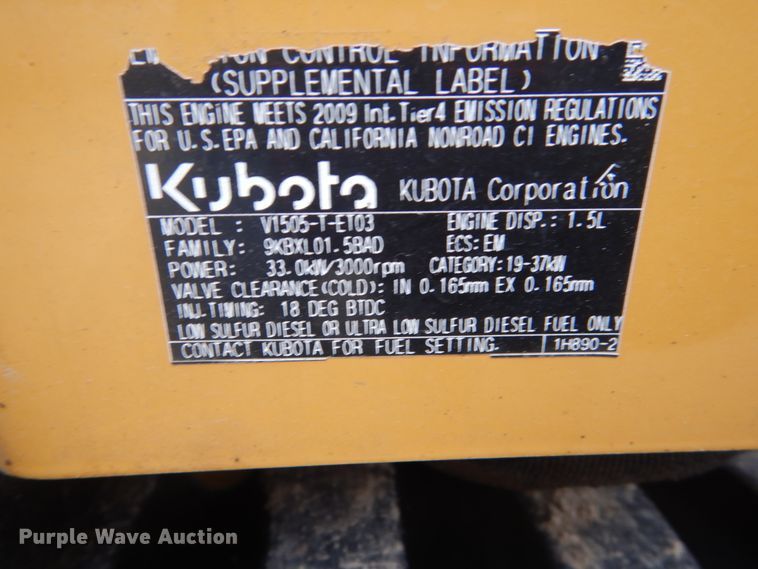 CONTROL INFORMATION
(SUPPLEMENTAL LABEL)
THIS ENGINE MEETS 2009 Int.Tier4 EMISSION REGULATIONS
FOR U.S.EPA AND CALIFORNIA NONROAD CI ENGINES.
Kubota KUBOTA Corporation
MODEL : V1505-T-ET03 ENGINE DISP.: 1.5L
FAMILY: 9KBXL01.5BAD ECS: EM
POWER: 33.0kW/3000rpm CATEGORY:19-37kW
VALVE CLEARANCE(COLD): IN 0.165mm EX 0.165mm
INJ.TIMING: 18 DEG BTDC
LOW SULFUR DIESEL OR ULTRA LOW SULFUR DIESEL FUEL ONLY
CONTACT KUBOTA FOR FUEL SETTING. 1H890-2
Purple Wave Auction